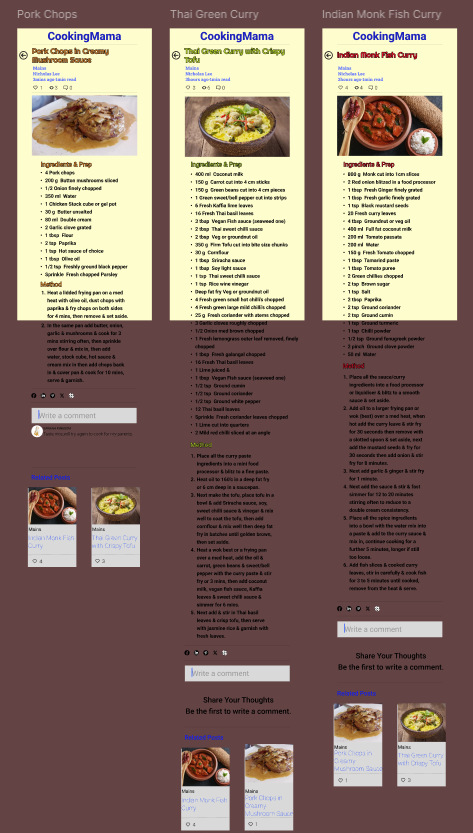 Pork Chops
CookingMama
Pork Chops in Creamy
Mushroom Sauce
Mains
Nicholas Lee
3mins ago·1min read
1 3 0
Ingredients & Prep
• 4 Pork chops
• 200 g Button mushrooms sliced
• 1/2 Onion finely chopped
• 350 ml Water
• 1 Chicken Stock cube or gel pot
• 30 g Butter unsalted
• 80 ml Double cream
• 2 Garlic clove grated
• 1 tbsp Flour
• 2 tsp Paprika
• 1 tsp Hot sauce of choice
• 1 tbsp Olive oil
• 1/2 tsp Freshly ground black pepper
• Sprinkle Fresh chopped Parsley
Method
1. Heat a lidded frying pan on a med
heat with olive oil, dust chops with
paprika & fry chops on both sides
for 4 mins, then remove & set aside.
2. In the same pan add butter, onion,
garlic & mushrooms & cook for 3
mins stirring often, then sprinkle
over flour & mix in, then add
water, stock cube, hot sauce &
cream mix in then add chops back
in & cover pan & cook for 10 mins,
serve & garnish.
Write a comment
Related Posts
Mains
Indian Monk Fish
Curry
4
Mains
Thai Green Curry
with Crispy Tofu
3
Thai Green Curry
CookingMama
Thai Green Curry with Crispy
Tofu
Mains
Nicholas Lee
2hours ago·1min read
3 6 0
Ingredients & Prep
• 400 ml Coconut milk
• 150 g Carrot cut into 4 cm sticks
• 150 g Green beans cut into 4 cm pieces
• 1 Green sweet/bell pepper cut into strips
• 6 Fresh Kaffia lime leaves
• 16 Fresh Thai basil leaves
• 2 tbsp Vegan Fish sauce (seaweed one)
• 2 tbsp Thai sweet chilli sauce
• 2 tbsp Veg or groundnut oil
• 350 g Firm Tofu cut into bite size chunks
• 30 g Cornflour
• 1 tbsp Sriracha sauce
• 1 tbsp Soy light sauce
• 1 tsp Thai sweet chilli sauce
• 1 tsp Rice wine vinegar
• Deep fat fry Veg or groundnut oil
• 4 Fresh green small hot chilli's chopped
• 4 Fresh green large mild chilli's chopped
• 25 g Fresh coriander with stems chopped
• 3 Garlic cloves roughly chopped
• 1/2 Onion med brown chopped
• 1 Fresh lemongrass outer leaf removed, finely
chopped
• 1 tbsp Fresh galangal chopped
• 16 Fresh Thai basil leaves
• 1 Lime juiced &
• 1 tbsp Vegan Fish sauce (seaweed one)
• 1/2 tsp Ground cumin
• 1/2 tsp Ground coriander
• 1/2 tsp Ground white pepper
• 12 Thai basil leaves
• Sprinkle Fresh coriander leaves chopped
• 1 Lime cut into quarters
• 2 Mild red chilli sliced at an angle
Method
1. Place all the curry paste
ingredients into a mini food
processor & blitz to a fine paste.
2. Heat oil to 160ºc in a deep fat fry
or 6 cm deep in a saucepan.
3. Next make the tofu, place tofu in a
bowl & add Sriracha sauce, soy,
sweet chilli sauce & vinegar & mix
well to coat the tofu, then add
cornflour & mix well then deep fat
fry in batches until golden brown,
then set aside.
4. Heat a wok beat or a frying pan
over a med heat, add the oil &
carrot, green beans & sweet/bell
pepper with the curry paste & stir
fry or 3 mins, then add coconut
milk, vegan fish sauce, Kaffia
leaves & sweet chilli sauce &
simmer for 6 mins.
5. Next add & stir in Thai basil
leaves & crisp tofu, then serve
with jasmine rice & garnish with
fresh leaves.
Write a comment
Share Your Thoughts
Be the first to write a comment.
Related Posts
Mains
Indian Monk Fish
Curry
4
Mains
Pork Chops in
Creamy
Mushroom Sauce
1
Indian Monk Fish Curry
CookingMama
Indian Monk Fish Curry
Mains
Nicholas Lee
2hours ago·1min read
4 4 0
Ingredients & Prep
• 800 g Monk cut into 1cm slices
• 2 Red onion blitzed in a food processor
• 1 tbsp Fresh Ginger finely grated
• 1 tbsp Fresh garlic finely grated
• 1 tsp Black mustard seeds
• 20 Fresh curry leaves
• 4 tbsp Groundnut or veg oil
• 400 ml Full fat coconut milk
• 200 ml Tomato passata
• 200 ml Water
• 150 g Fresh Tomato chopped
• 1 tbsp Tamarind paste
• 1 tbsp Tomato puree
• 2 Green chillies chopped
• 2 tsp Brown sugar
• 1 tsp Salt
• 2 tbsp Paprika
• 2 tsp Ground coriander
• 2 tsp Ground cumin
• 1 tsp Ground turmeric
• 1 tsp Chilli powder
• 1/2 tsp Ground fenugreek powder
• 2 pinch Ground clove powder
• 50 ml Water
Method
1. Place all the sauce/curry
ingredients into a food processor
or liquidiser & blitz to a smooth
sauce & set aside.
2. Add oil to a larger frying pan or
wok (best) over a med heat, when
hot add the curry leave & stir fry
for 30 seconds then remove with
a slotted spoon & set aside, next
add the mustard seeds & fry for
30 seconds then add onion & stir
fry for 6 minutes.
3. Next add garlic & ginger & stir fry
for 1 minute.
4. Next add the sauce & stir & fast
simmer for 12 to 20 minutes
stirring often to reduce to a
double cream consistency.
5. Place all the spice ingredients
into a bowl with the water mix into
a paste & add to the curry sauce &
mix in, continue cooking for a
further 5 minutes, longer if still
too loose.
6. Add fish slices & cooked curry
leaves, stir in carefully & cook fish
for 3 to 5 minutes until cooked,
remove from the heat & serve.
Write a comment
Share Your Thoughts
Be the first to write a comment.
Related Posts
Mains
Pork Chops in
Creamy
Mushroom Sauce
1
Mains
Thai Green Curry
with Crispy Tofu
3